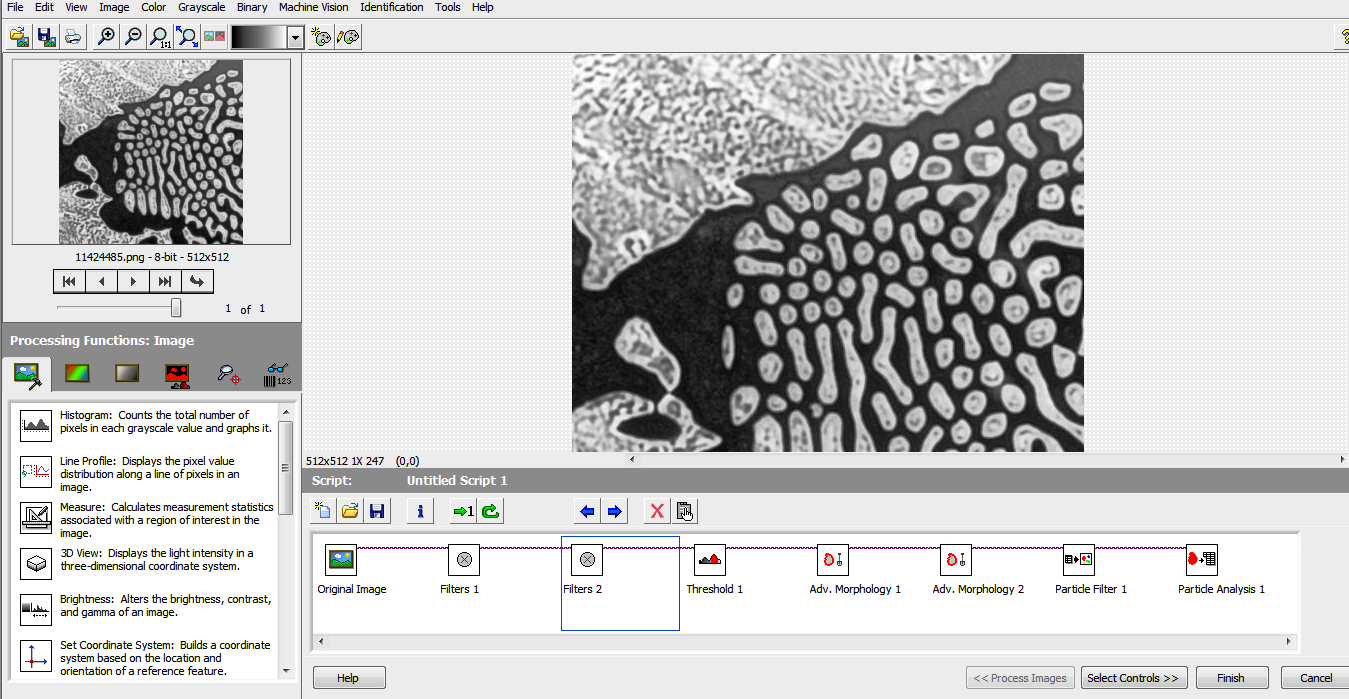 File Edit View Image Color Grayscale Binary Machine Vision Identification Tools Help
1:1
?
11424485.png - 8-bit - 512x512
1 of 1
Processing Functions: Image
123
Histogram: Counts the total number of
pixels in each grayscale value and graphs it.
Line Profile: Displays the pixel value
distribution along a line of pixels in an
image.
Measure: Calculates measurement statistics
associated with a region of interest in the
image.
3D View: Displays the light intensity in a
three-dimensional coordinate system.
Brightness: Alters the brightness, contrast,
and gamma of an image.
Set Coordinate System: Builds a coordinate
system based on the location and
orientation of a reference feature.
512x512 1X 247 (0,0)
Script: Untitled Script 1
i
1
Original Image
Filters 1
Filters 2
Threshold 1
Adv. Morphology 1
Adv. Morphology 2
Particle Filter 1
Particle Analysis 1
Help
<< Process Images
Select Controls >>
Finish
Cancel